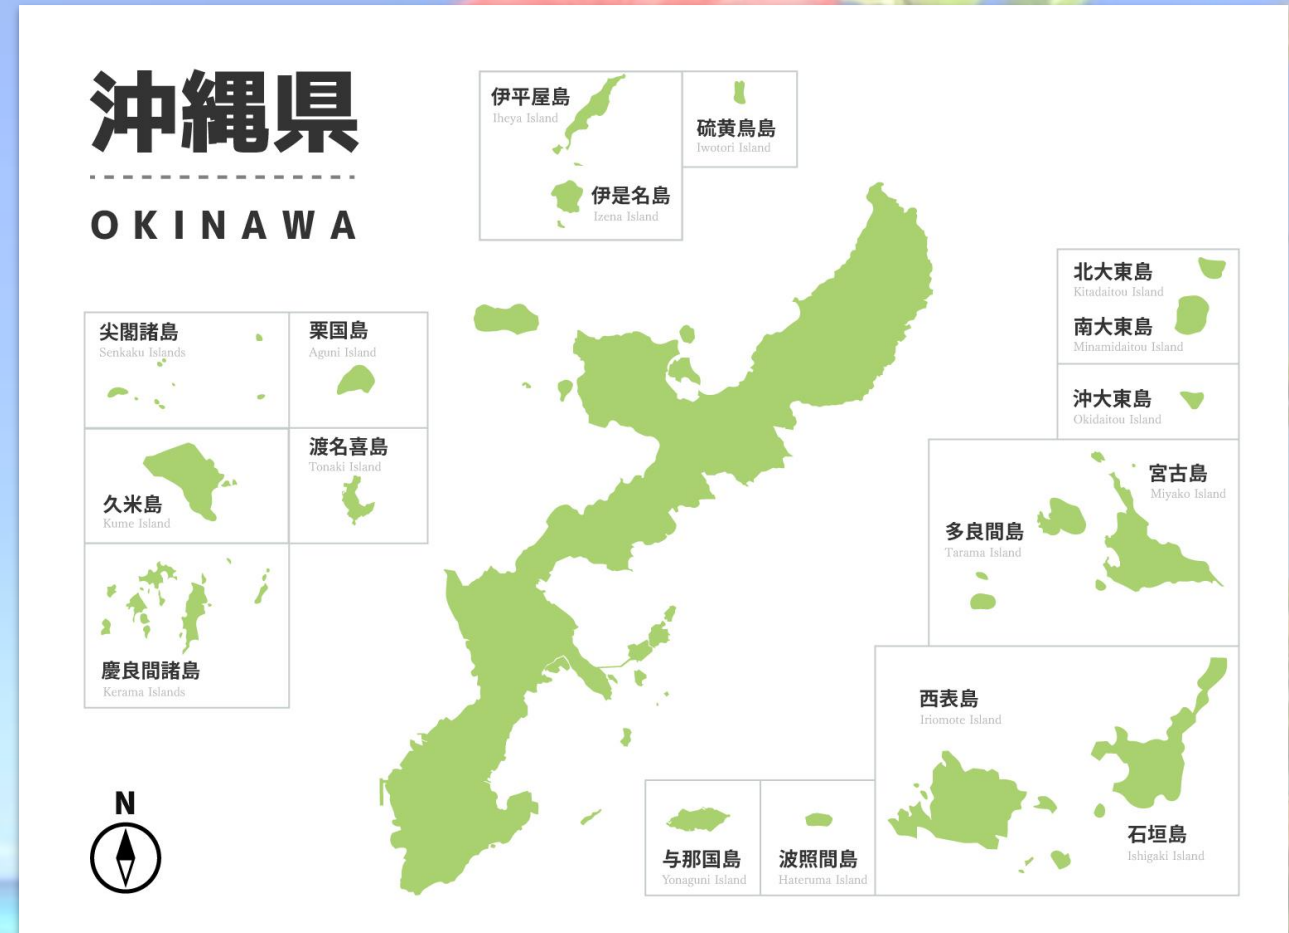 沖縄県
OKINAWA
伊平屋島
Iheya Island
硫黄鳥島
Iwotori Island
伊是名島
Izena Island
尖閣諸島
Senkaku Islands
栗国島
Aguni Island
久米島
Kume Island
渡名喜島
Tonaki Island
慶良間諸島
Kerama Islands
北大東島
Kitadaitou Island
南大東島
Minamidaitou Island
沖大東島
Okidaitou Island
宮古島
Miyako Island
多良間島
Tarama Island
西表島
Iriomote Island
石垣島
Ishigaki Island
与那国島
Yonaguni Island
波照間島
Hateruma Island
N